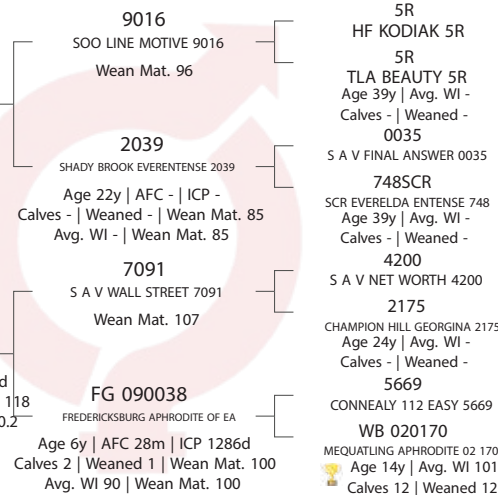 9016
SOO LINE MOTIVE 9016
Wean Mat. 96
2039
SHADY BROOK EVERENTENSE 2039
Age 22y | AFC - | ICP -
Calves - | Weaned - | Wean Mat. 85
Avg. WI - | Wean Mat. 85
7091
S A V WALL STREET 7091
Wean Mat. 107
d
118
0.2
FG 090038
FREDERICKSBURG APHRODITE OF EA
Age 6y | AFC 28m | ICP 1286d
Calves 2 | Weaned 1 | Wean Mat. 100
Avg. WI 90 | Wean Mat. 100
5R
HF KODIAK 5R
5R
TLA BEAUTY 5R
Age 39y | Avg. WI -
Calves - | Weaned -
0035
S A V FINAL ANSWER 0035
748SCR
SCR EVERELDA ENTENSE 748
Age 39y | Avg. WI -
Calves - | Weaned -
4200
S A V NET WORTH 4200
2175
CHAMPION HILL GEORGINA 2175
Age 24y | Avg. WI -
Calves - | Weaned -
5669
CONNEALY 112 EASY 5669
WB 020170
MEQUATLING APHRODITE 02 170
Age 14y | Avg. WI 101
Calves 12 | Weaned 12